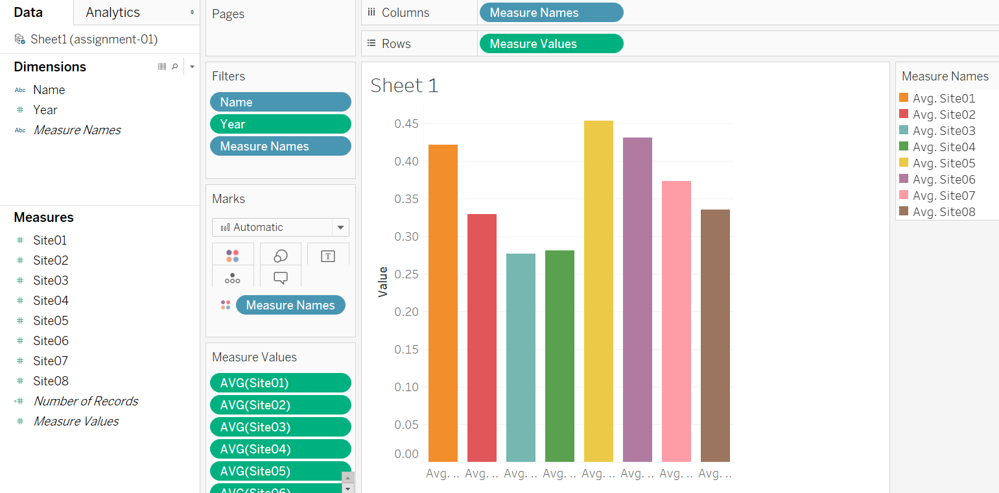 Data
Analytics
Sheet1 (assignment-01)
Dimensions
Abc Name
# Year
Abc Measure Names
Measures
# Site01
# Site02
# Site03
# Site04
# Site05
# Site06
# Site07
# Site08
=# Number of Records
# Measure Values
Pages
Filters
Name
Year
Measure Names
Marks
Automatic
T
Measure Names
Measure Values
AVG(Site01)
AVG(Site02)
AVG(Site03)
AVG(Site04)
AVG(Site05)
AVG(Site06)
Columns
Measure Names
Rows
Measure Values
Sheet 1
0.45
0.40
0.35
0.30
0.25
0.20
0.15
0.10
0.05
0.00
Value
Avg. .. Avg. .. Avg. .. Avg. .. Avg. .. Avg. .. Avg. .. Avg. ..
Measure Names
Avg. Site01
Avg. Site02
Avg. Site03
Avg. Site04
Avg. Site05
Avg. Site06
Avg. Site07
Avg. Site08